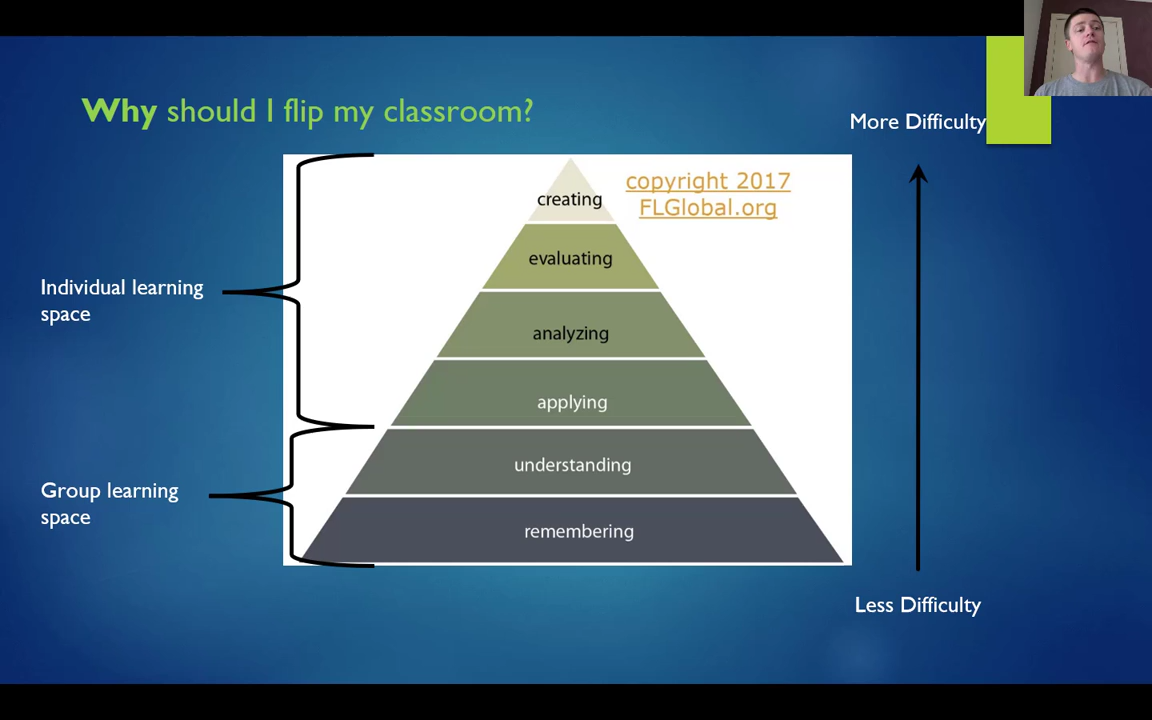 Why should I flip my classroom?
More Difficulty
copyright 2017
FLGlobal.org
creating
evaluating
Individual learning
space
analyzing
applying
understanding
Group learning
space
remembering
Less Difficulty